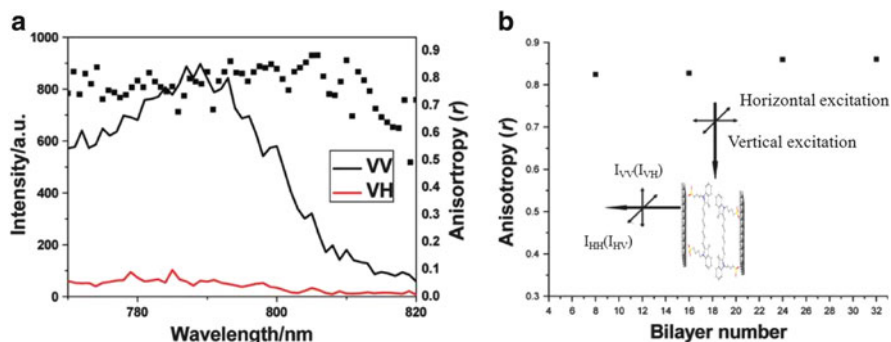 a
1000
800
600
400
200
0
Intensity/a.u.
780
800
820
Wavelength/nm
0.9
0.8
0.7
0.6
0.5
0.4
0.3
0.2
0.1
0.0
Anisortropy (r)
VV
VH
b
0.9
0.8
0.7
0.6
0.5
0.4
0.3
Anisotropy (r)
4 6 8 10 12 14 16 18 20 22 24 26 28 30 32
Bilayer number
Horizontal excitation
Vertical excitation
IVV(IVH)
IHH(IHV)